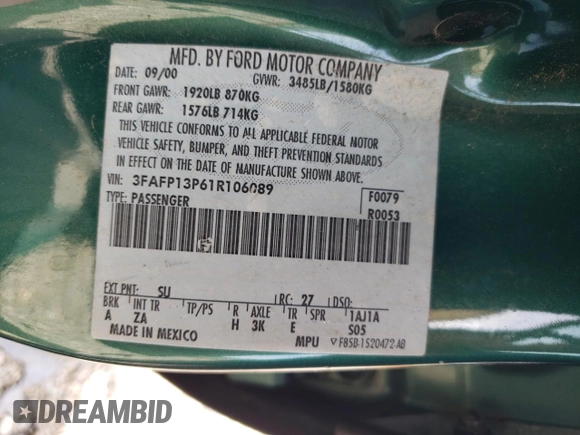 MFD. BY FORD MOTOR COMPANY
DATE: 09/00 GVWR: 3485LB/1580KG
FRONT GAWR: 1920LB 870KG
REAR GAWR: 1576LB 714KG
THIS VEHICLE CONFORMS TO ALL APPLICABLE FEDERAL MOTOR
VEHICLE SAFETY, BUMPER, AND THEFT PREVENTION STANDARDS
IN EFFECT ON THE DATE OF MANUFACTURE SHOWN ABOVE
VIN: 3FAFP13P61R106089 F0079
TYPE: PASSENGER R0053
EXT PNT: SU RC: 27 DSO:
BRK INT TR TP/PS R AXLE TR SPR 1AJ1A
A ZA H 3K E S05
MADE IN MEXICO MPU F85B-1520472-AB
DREAMBID